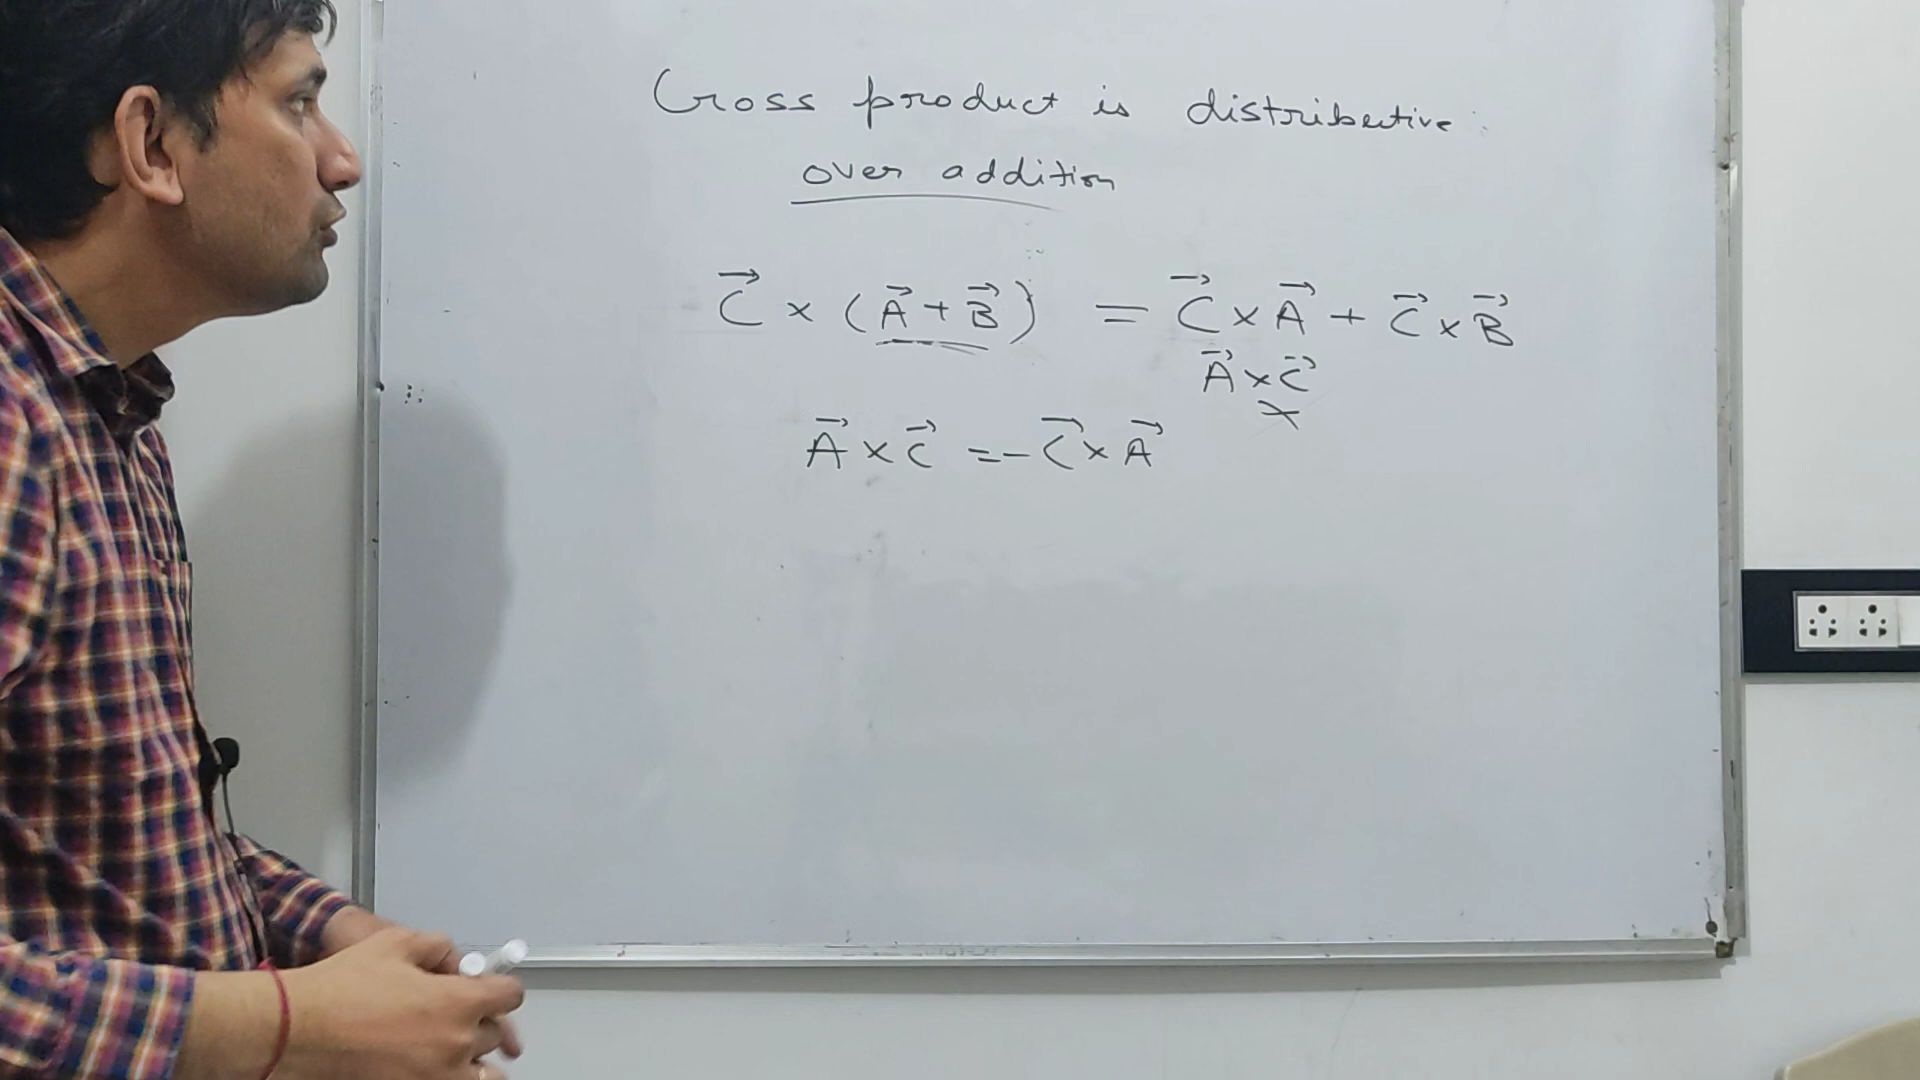 Cross product is distributive
over addition
C⃗ × (A⃗ + B⃗) = C⃗ × A⃗ + C⃗ × B⃗
A⃗ × C⃗
×
A⃗ × C⃗ = - C⃗ × A⃗